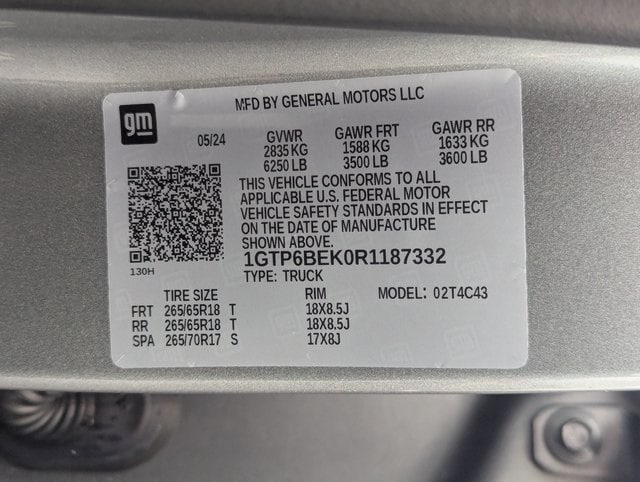 gm
MFD BY GENERAL MOTORS LLC
05/24
GVWR GAWR FRT GAWR RR
2835 KG 1588 KG 1633 KG
6250 LB 3500 LB 3600 LB
THIS VEHICLE CONFORMS TO ALL
APPLICABLE U.S. FEDERAL MOTOR
VEHICLE SAFETY STANDARDS IN EFFECT
ON THE DATE OF MANUFACTURE
SHOWN ABOVE.
130H
1GTP6BEK0R1187332
TYPE: TRUCK
TIRE SIZE RIM MODEL: 02T4C43
FRT 265/65R18 T 18X8.5J
RR 265/65R18 T 18X8.5J
SPA 265/70R17 S 17X8J